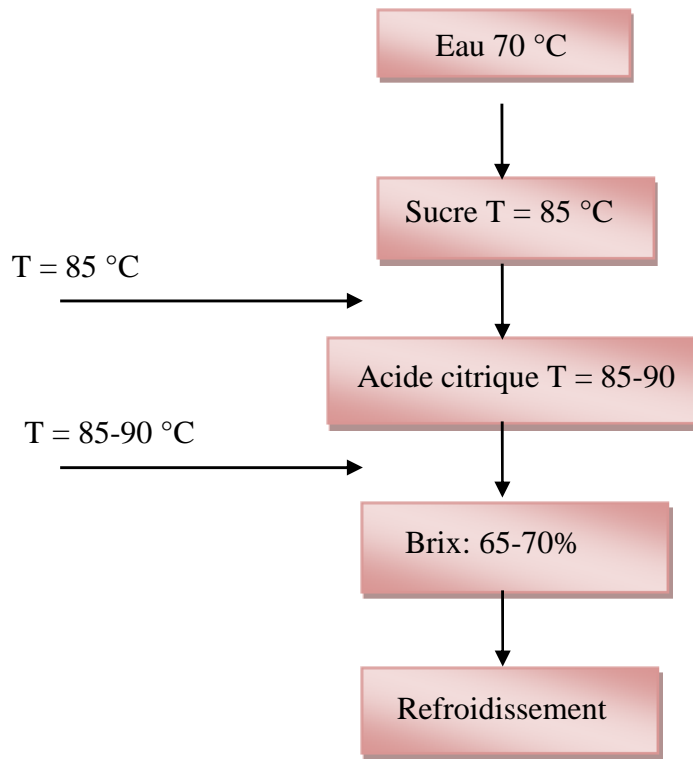 Eau 70 °C
Sucre T = 85 °C
T = 85 °C
Acide citrique T = 85-90
T = 85-90 °C
Brix: 65-70%
Refroidissement